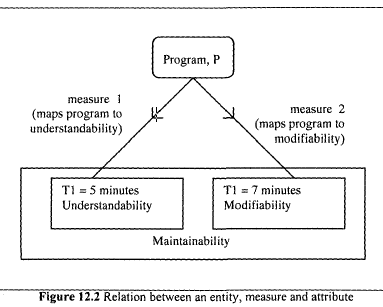 Program, P
measure 1
(maps program to
understandability)
measure 2
(maps program to
modifiability)
T1 = 5 minutes
Understandability
T1 = 7 minutes
Modifiability
Maintainability
Figure 12.2 Relation between an entity, measure and attribute